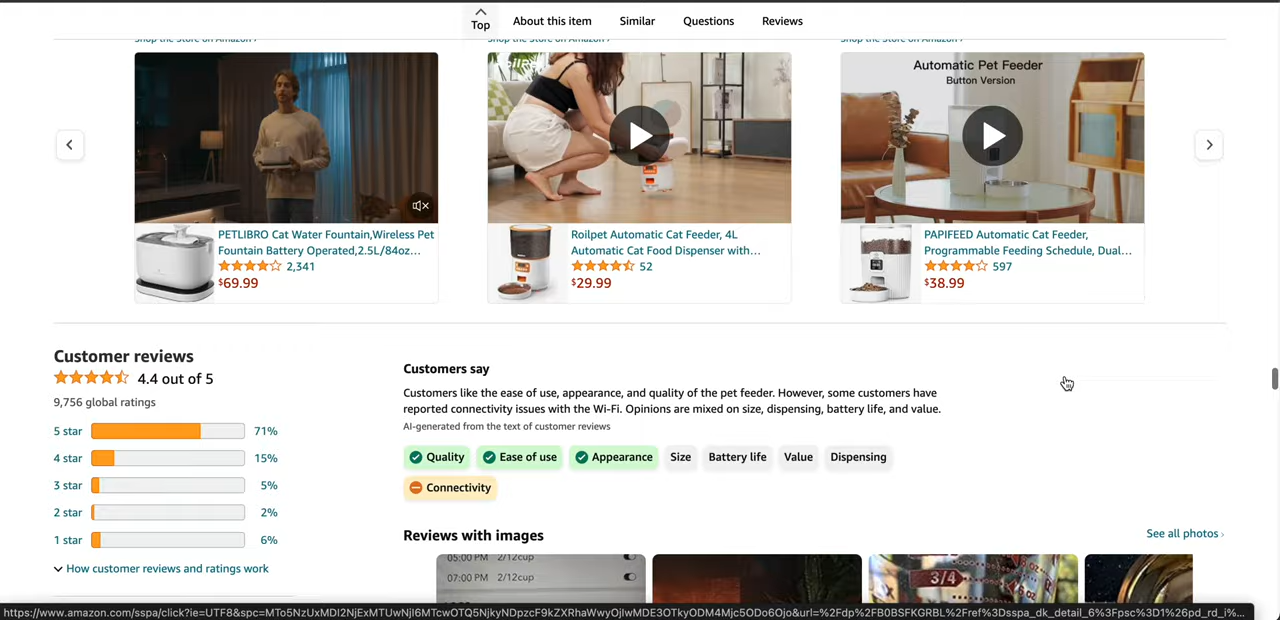 Top
About this item
Similar
Questions
Reviews
Shop the Store on Amazon ›
Shop the Store on Amazon ›
Shop the Store on Amazon ›
Automatic Pet Feeder
Button Version
PETLIBRO Cat Water Fountain,Wireless Pet
Fountain Battery Operated,2.5L/84oz...
2,341
$69.99
Roilpet Automatic Cat Feeder, 4L
Automatic Cat Food Dispenser with...
52
$29.99
PAPIFEED Automatic Cat Feeder,
Programmable Feeding Schedule, Dual...
597
$38.99
Customer reviews
4.4 out of 5
9,756 global ratings
5 star 71%
4 star 15%
3 star 5%
2 star 2%
1 star 6%
How customer reviews and ratings work
Customers say
Customers like the ease of use, appearance, and quality of the pet feeder. However, some customers have
reported connectivity issues with the Wi-Fi. Opinions are mixed on size, dispensing, battery life, and value.
AI-generated from the text of customer reviews
Quality
Ease of use
Appearance
Size
Battery life
Value
Dispensing
Connectivity
Reviews with images
See all photos ›
05:00 PM 2/12cup
07:00 PM 2/12cup
3/4